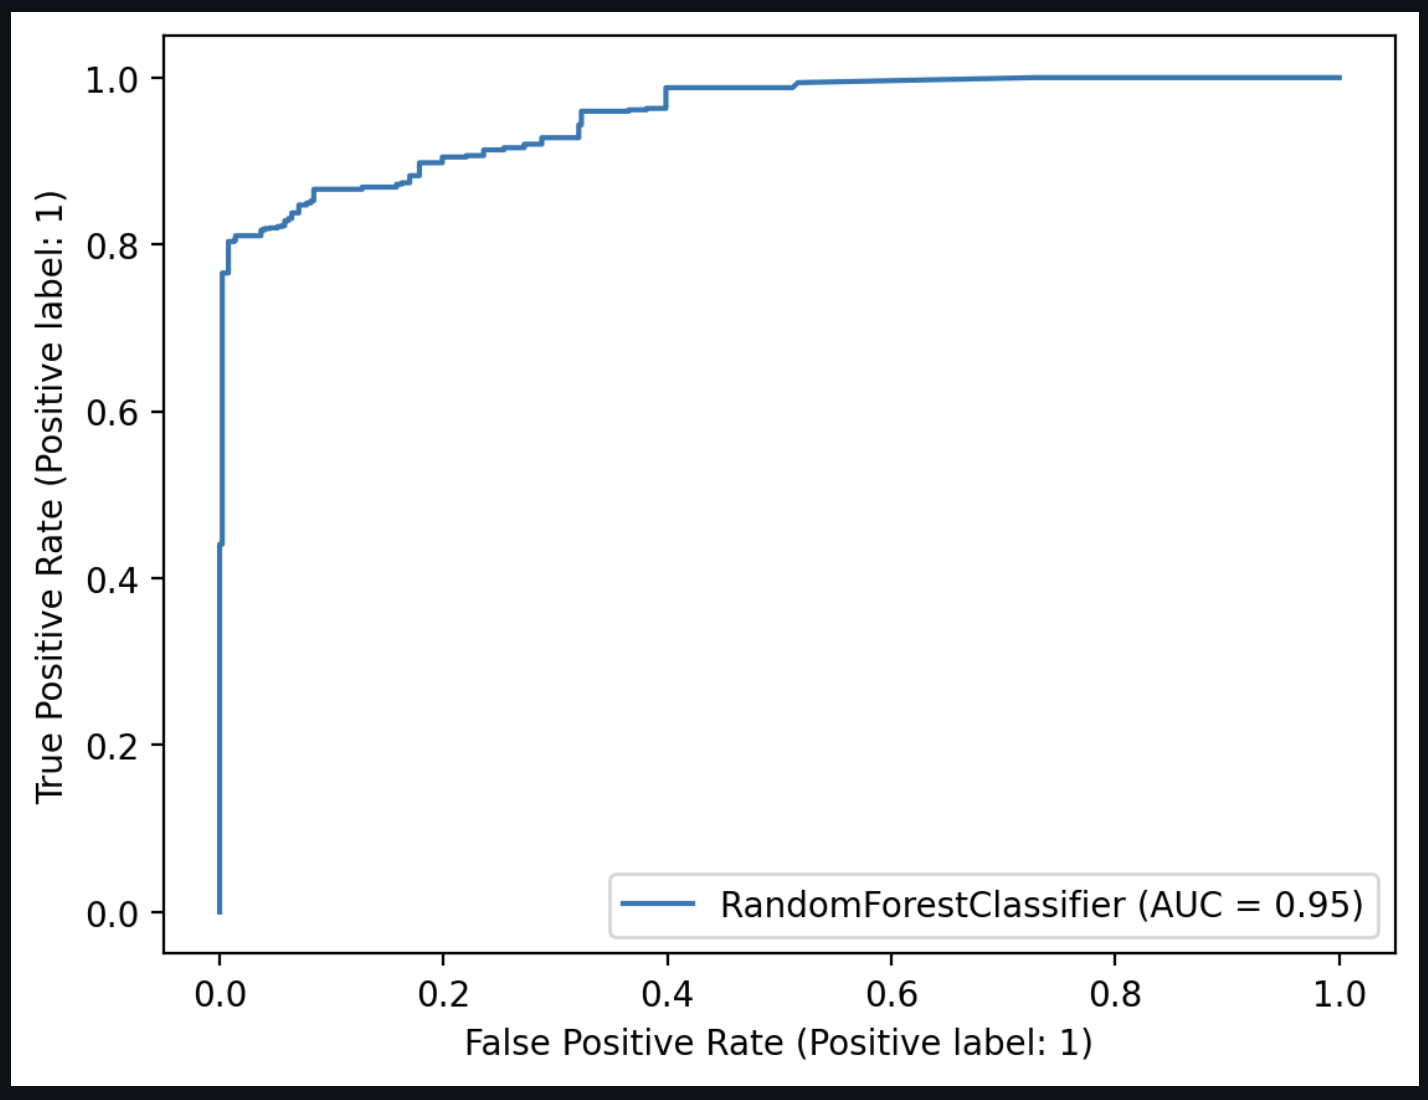 True Positive Rate (Positive label: 1)
1.0
0.8
0.6
0.4
0.2
0.0
RandomForestClassifier (AUC = 0.95)
0.0 0.2 0.4 0.6 0.8 1.0
False Positive Rate (Positive label: 1)